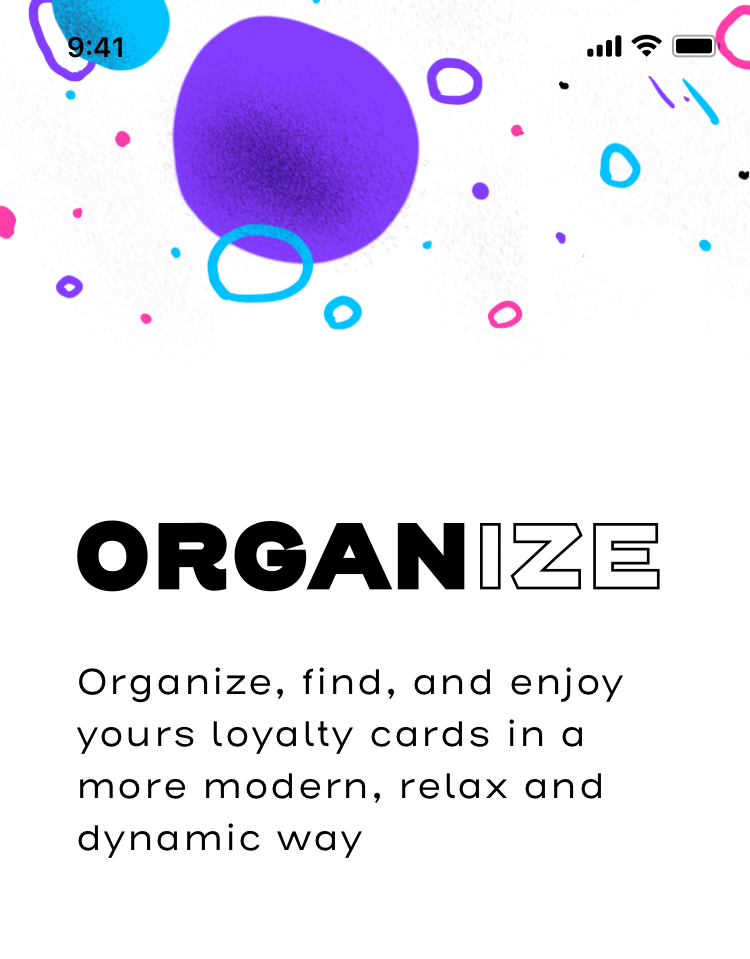 9:41
ORGANIZE
Organize, find, and enjoy
yours loyalty cards in a
more modern, relax and
dynamic way